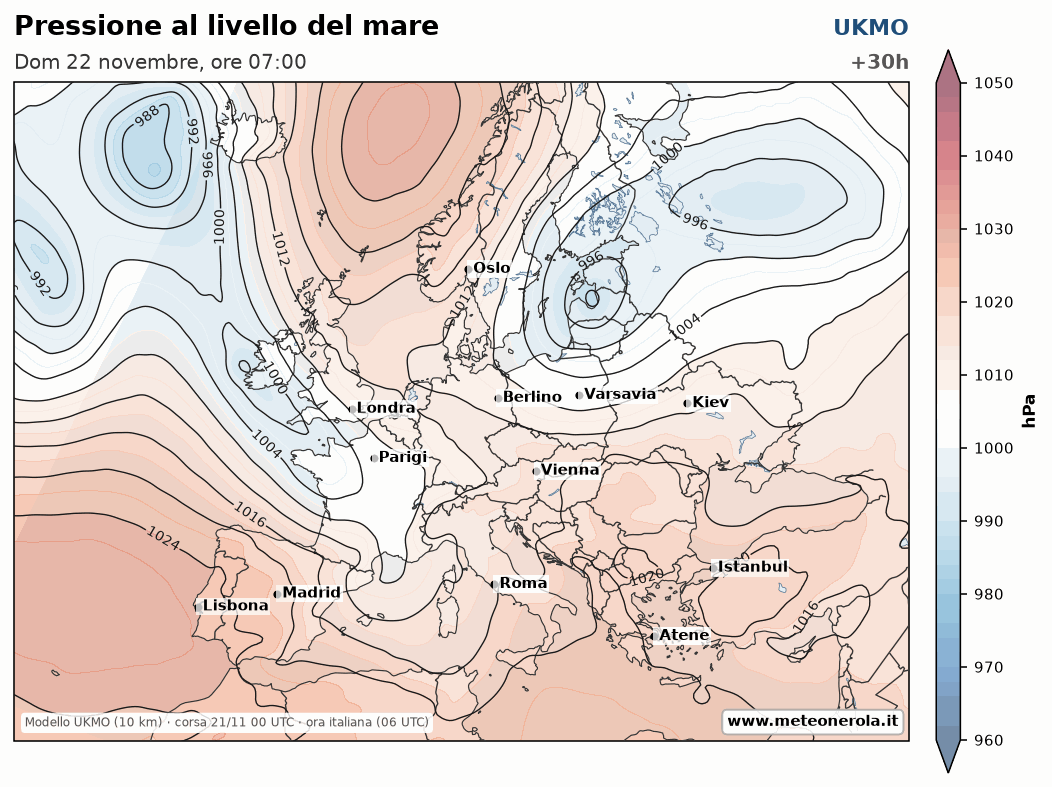 Pressione al livello del mare
UKMO
Dom 22 novembre, ore 07:00
+30h
988
992
996
1000
1012
992
1000
996
996
1004
1012
1000
1004
1016
1024
1020
1016
Oslo
Londra
Berlino
Varsavia
Kiev
Parigi
Vienna
Lisbona
Madrid
Roma
Istanbul
Atene
Modello UKMO (10 km) · corsa 21/11 00 UTC · ora italiana (06 UTC)
www.meteonerola.it
1050
1040
1030
1020
1010
1000
990
980
970
960
hPa